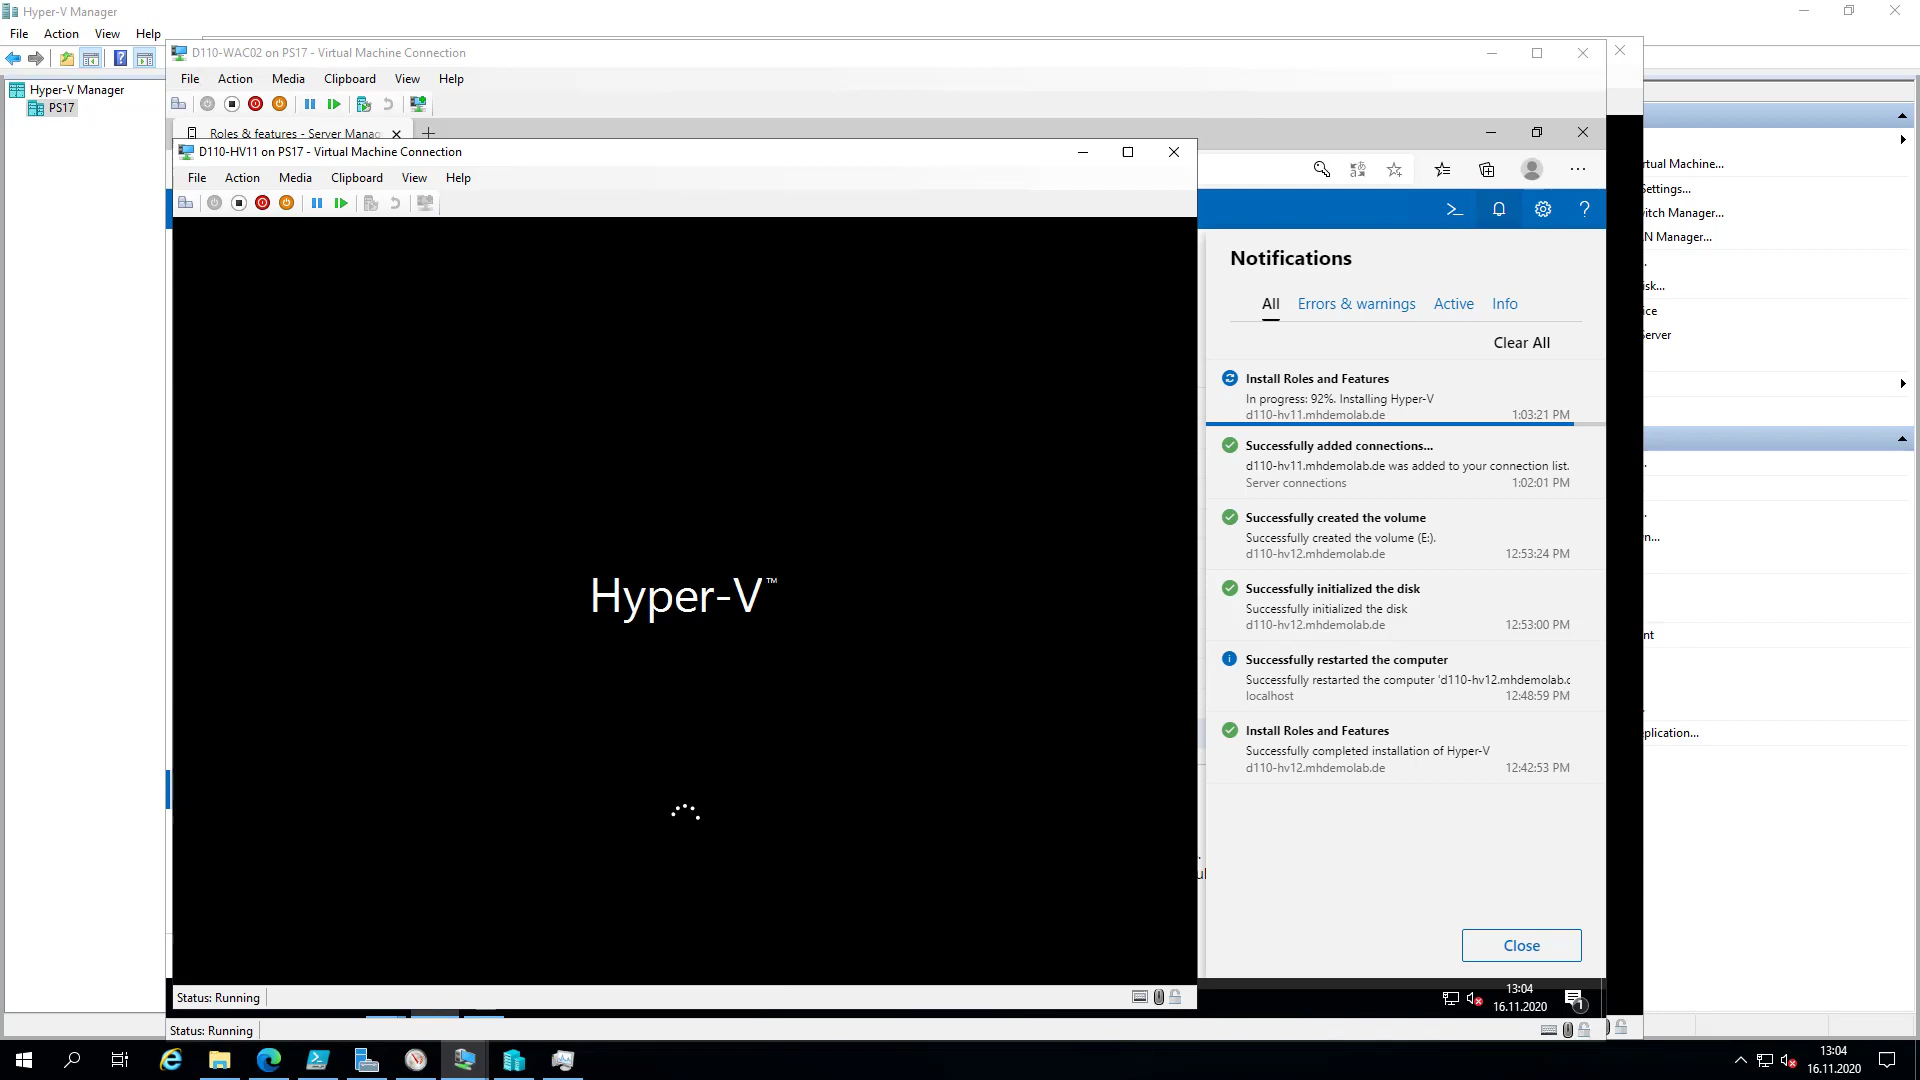 Hyper-V Manager
File Action View Help
Hyper-V Manager
PS17
D110-WAC02 on PS17 - Virtual Machine Connection
File Action Media Clipboard View Help
Roles & features - Server Manag
D110-HV11 on PS17 - Virtual Machine Connection
File Action Media Clipboard View Help
Hyper-V™
Status: Running
Status: Running
Notifications
All Errors & warnings Active Info
Clear All
Install Roles and Features
In progress: 92%. Installing Hyper-V
d110-hv11.mhdemolab.de 1:03:21 PM
Successfully added connections...
d110-hv11.mhdemolab.de was added to your connection list.
Server connections 1:02:01 PM
Successfully created the volume
Successfully created the volume (E:).
d110-hv12.mhdemolab.de 12:53:24 PM
Successfully initialized the disk
Successfully initialized the disk
d110-hv12.mhdemolab.de 12:53:00 PM
Successfully restarted the computer
Successfully restarted the computer 'd110-hv12.mhdemolab.c
localhost 12:48:59 PM
Install Roles and Features
Successfully completed installation of Hyper-V
d110-hv12.mhdemolab.de 12:42:53 PM
Close
13:04
16.11.2020
1
rtual Machine...
Settings...
itch Manager...
N Manager...
isk...
ice
Server
n...
nt
plication...
13:04
16.11.2020